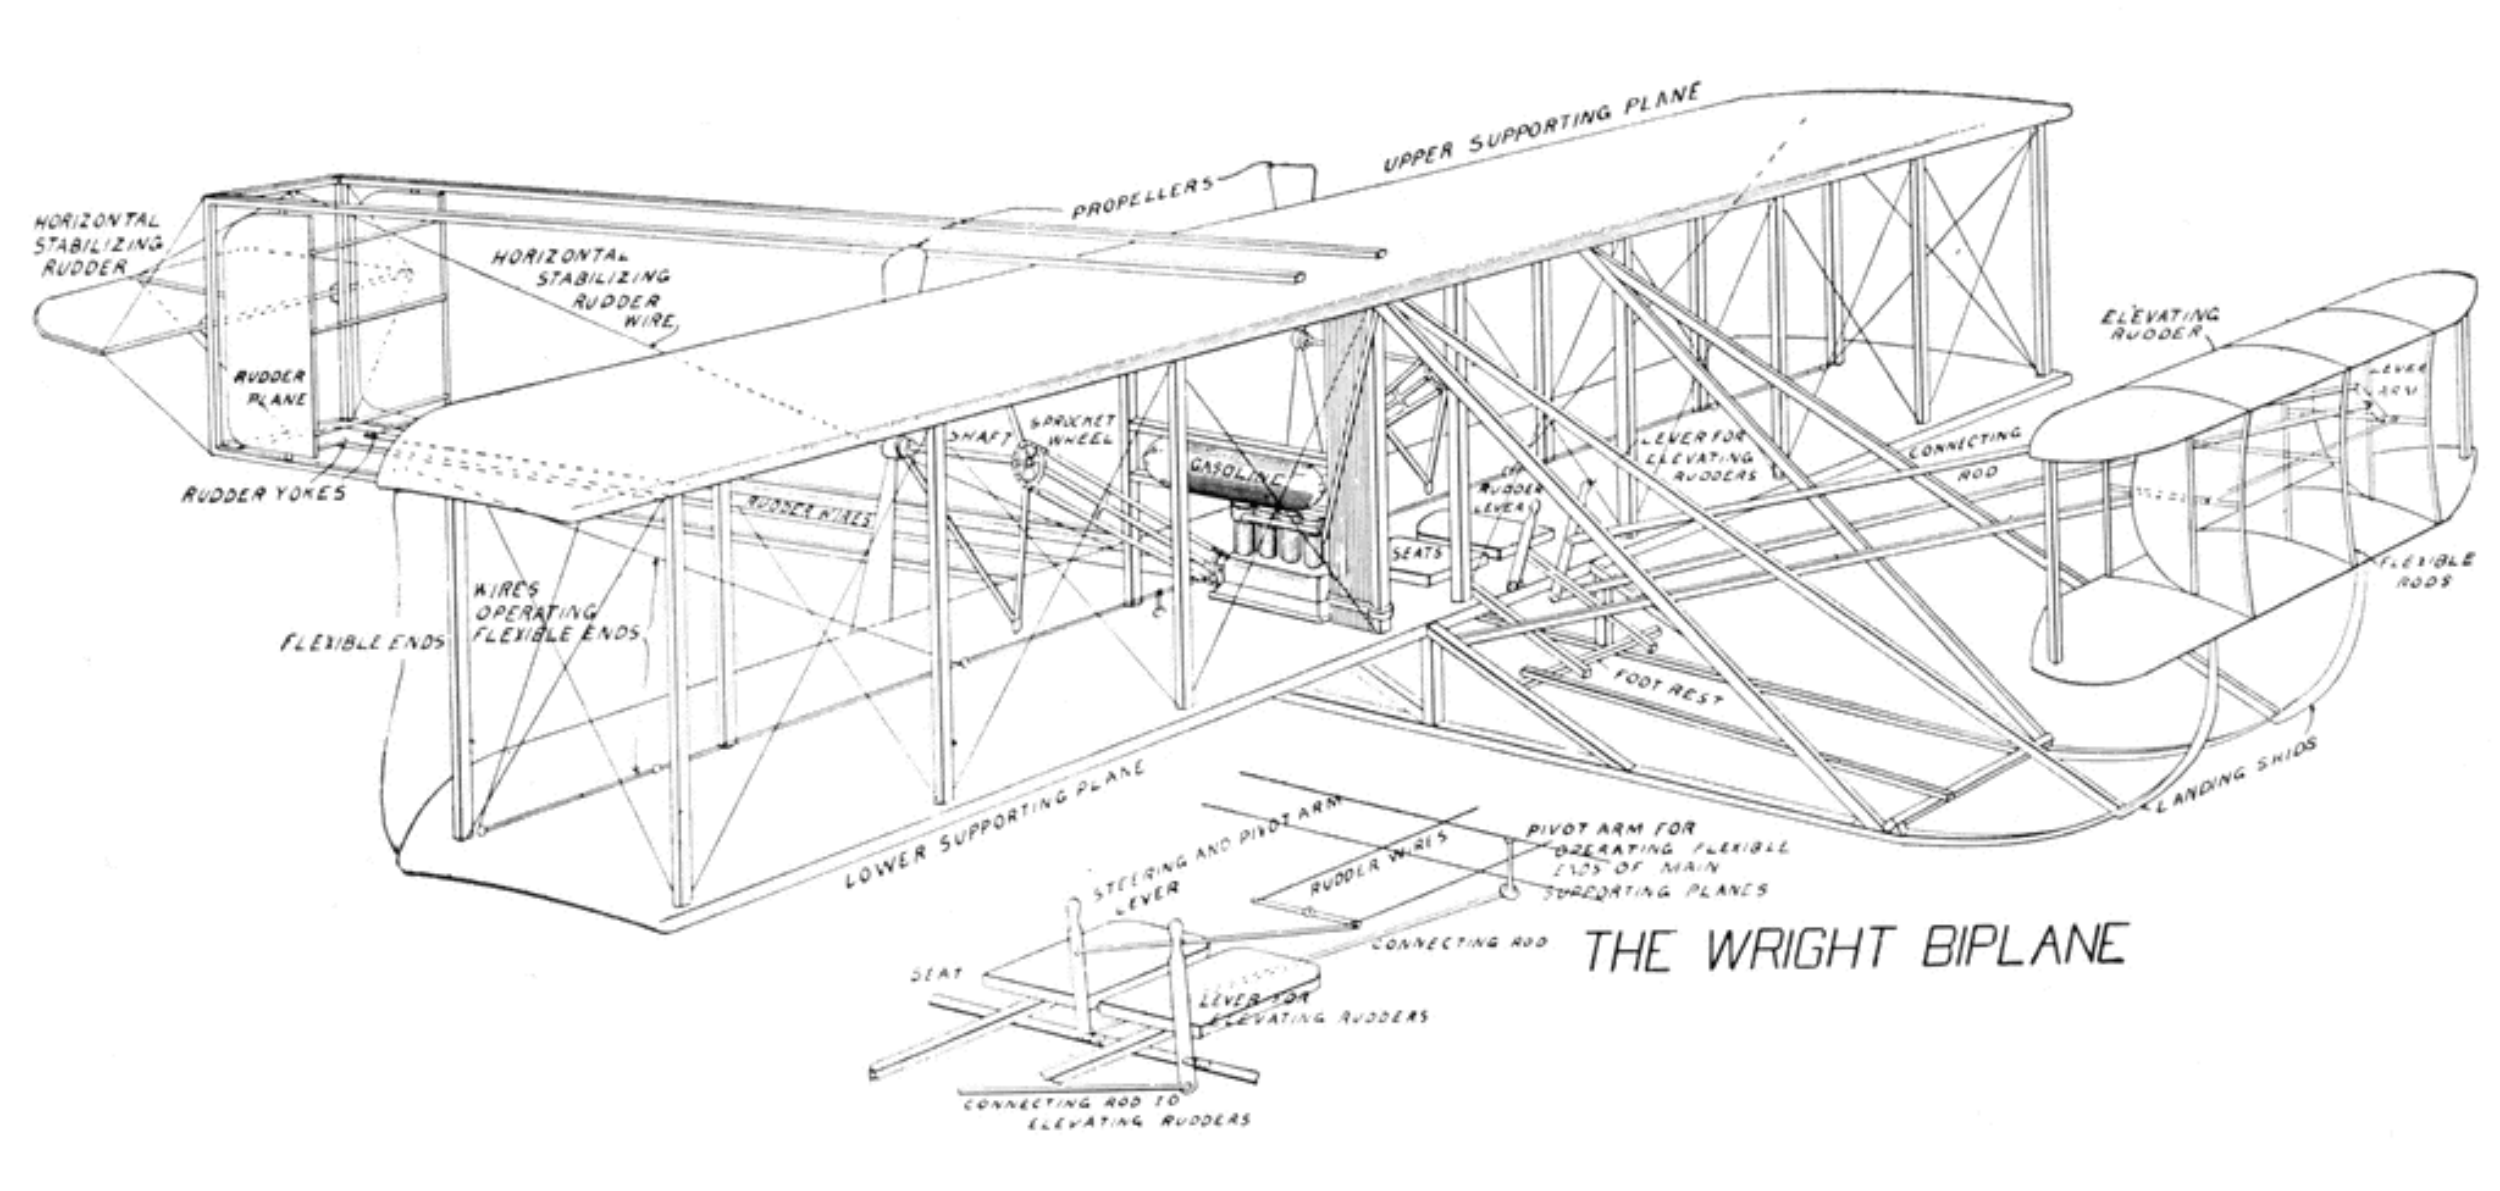 UPPER SUPPORTING PLANE
PROPELLERS
HORIZONTAL
STABILIZING
RUDDER
HORIZONTAL
STABILIZING
RUDDER
WIRE
ELEVATING
RUDDER
LEVER
ARM
RUDDER
PLANE
SHAFT
SPROCKET
WHEEL
GASOLINE
LEVER FOR
ELEVATING
RUDDERS
CONNECTING
ROD
RUDDER
LEVER
RUDDER YOKES
RUDDER WIRES
SEATS
FLEXIBLE
RODS
WIRES
OPERATING
FLEXIBLE ENDS
FLEXIBLE ENDS
FOOT REST
LANDING SKIDS
LOWER SUPPORTING PLANE
STEERING AND PIVOT ARM
LEVER
RUDDER WIRES
PIVOT ARM FOR
OPERATING FLEXIBLE
ENDS OF MAIN
SUPPORTING PLANES
CONNECTING ROD
THE WRIGHT BIPLANE
SEAT
LEVER FOR
ELEVATING RUDDERS
CONNECTING ROD TO
ELEVATING RUDDERS